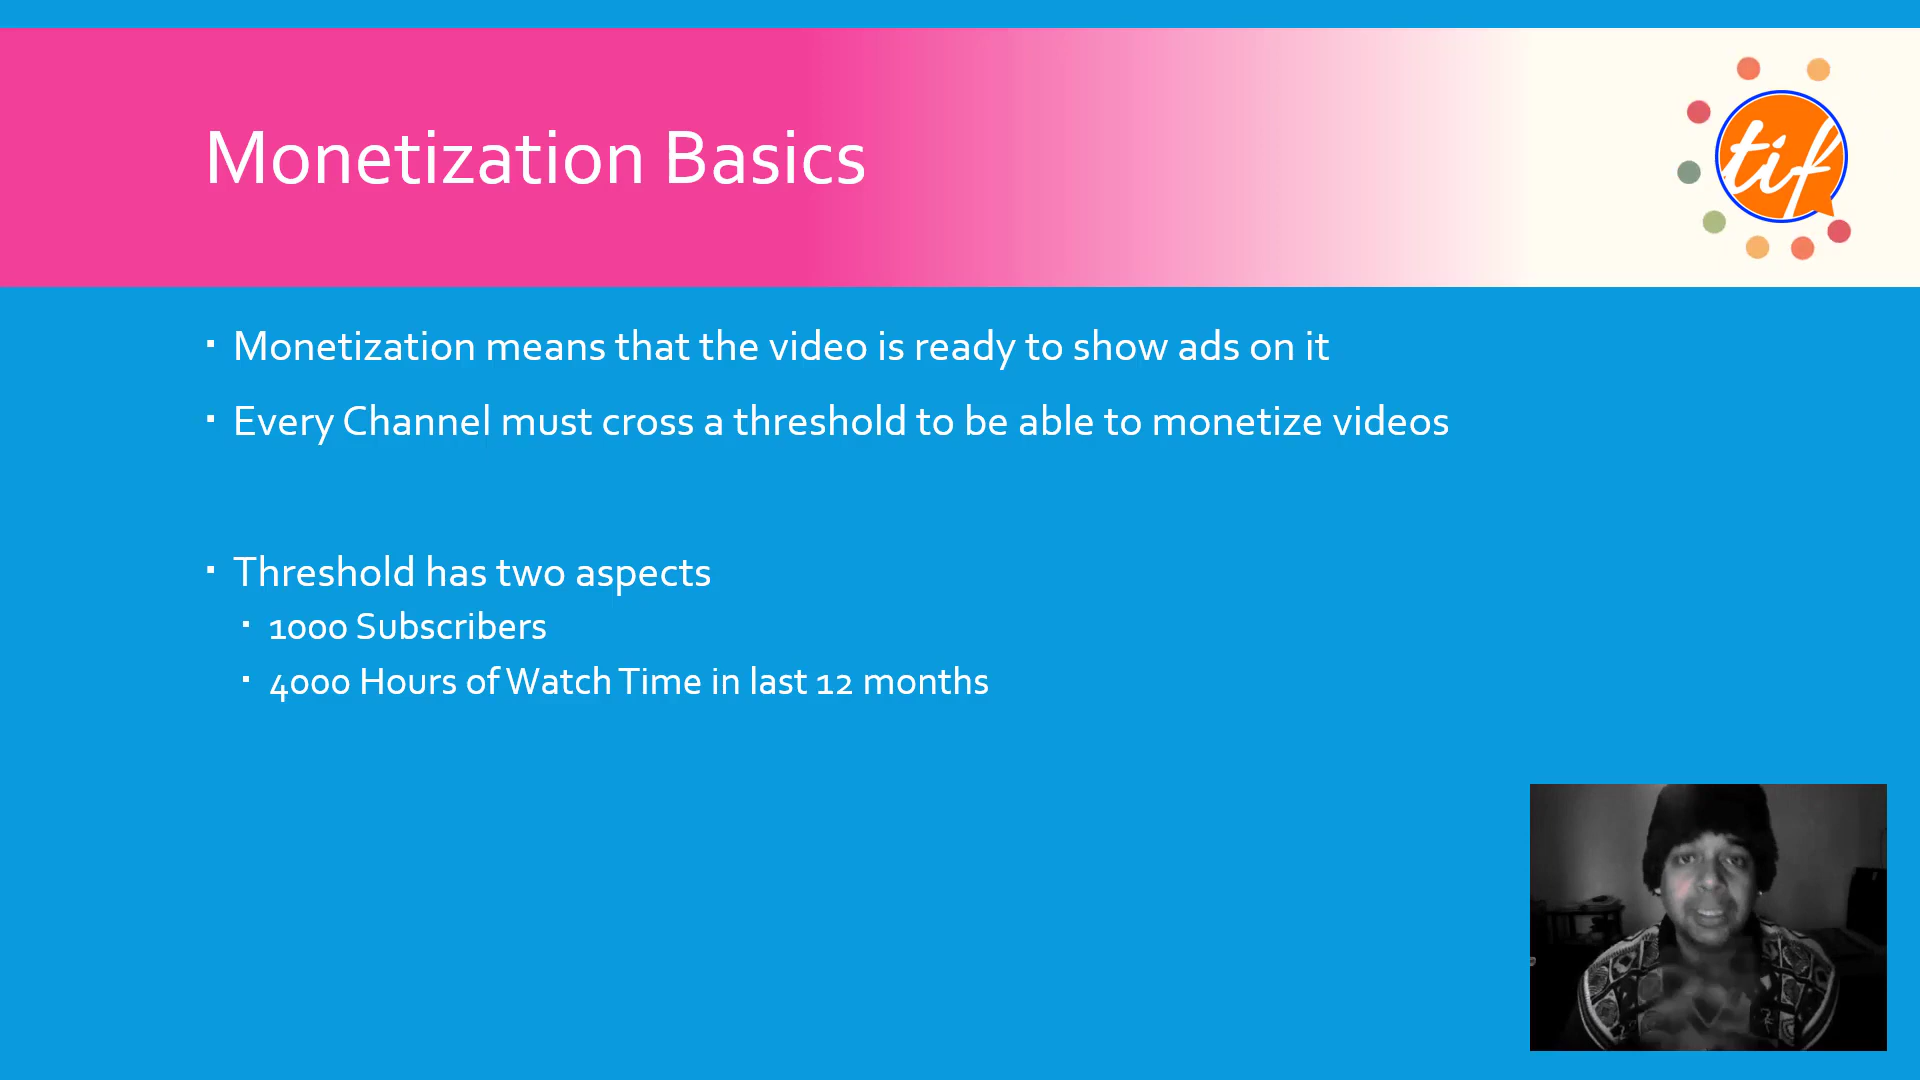 Monetization Basics
tif
Monetization means that the video is ready to show ads on it
Every Channel must cross a threshold to be able to monetize videos
Threshold has two aspects
1000 Subscribers
4000 Hours of Watch Time in last 12 months